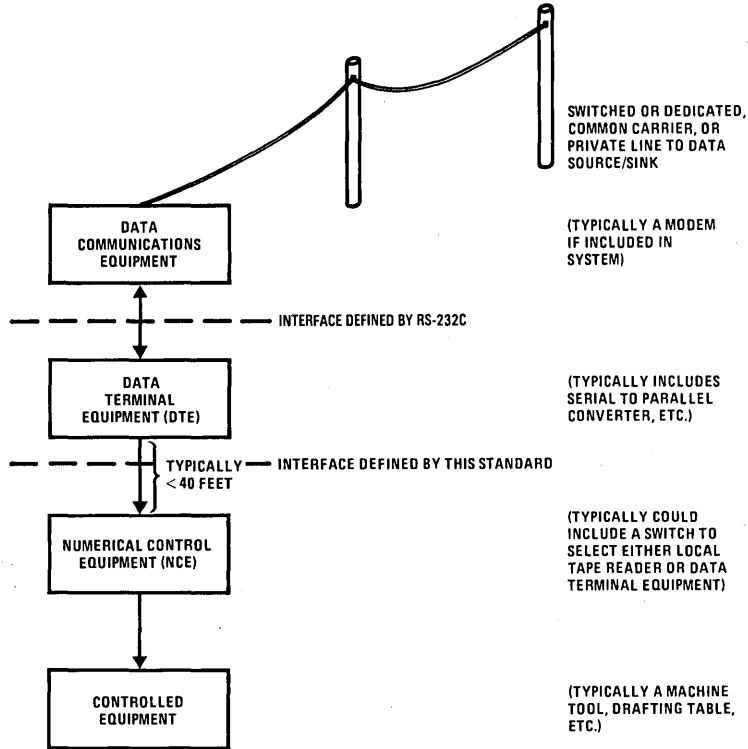 SWITCHED OR DEDICATED,
COMMON CARRIER, OR
PRIVATE LINE TO DATA
SOURCE/SINK
DATA
COMMUNICATIONS
EQUIPMENT
(TYPICALLY A MODEM
IF INCLUDED IN
SYSTEM)
INTERFACE DEFINED BY RS-232C
DATA
TERMINAL
EQUIPMENT (DTE)
(TYPICALLY INCLUDES
SERIAL TO PARALLEL
CONVERTER, ETC.)
TYPICALLY
< 40 FEET
INTERFACE DEFINED BY THIS STANDARD
NUMERICAL CONTROL
EQUIPMENT (NCE)
(TYPICALLY COULD
INCLUDE A SWITCH TO
SELECT EITHER LOCAL
TAPE READER OR DATA
TERMINAL EQUIPMENT)
CONTROLLED
EQUIPMENT
(TYPICALLY A MACHINE
TOOL, DRAFTING TABLE,
ETC.)